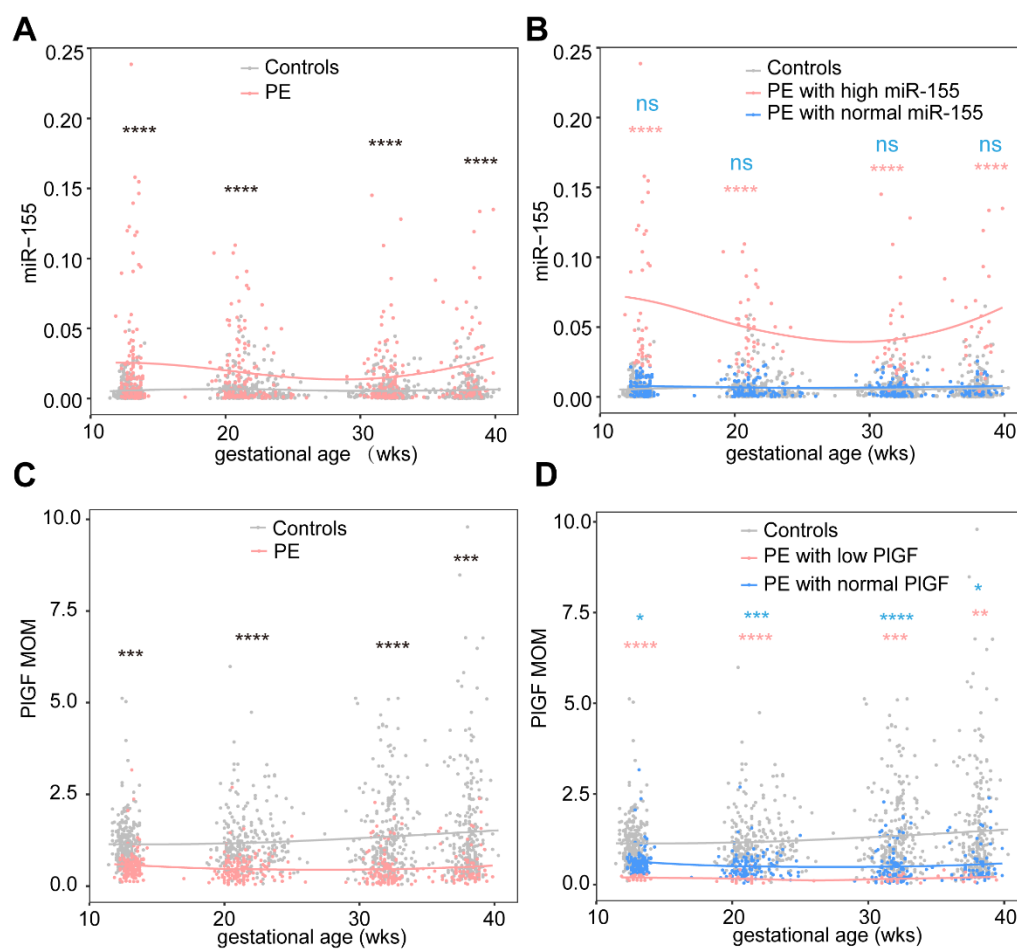 A
0.25
0.20
0.15
0.10
0.05
0.00
miR−155
Controls
PE
****
****
****
****
10
20
30
40
gestational age （wks)
B
0.25
0.20
0.15
0.10
0.05
0.00
miR−155
Controls
PE with high miR-155
PE with normal miR-155
ns
****
ns
****
ns
****
ns
****
10
20
30
40
gestational age (wks)
C
10.0
7.5
5.0
2.5
0.0
PlGF MOM
Controls
PE
***
****
****
***
10
20
30
40
gestational age (wks)
D
10.0
7.5
5.0
2.5
0.0
PlGF MOM
Controls
PE with low PlGF
PE with normal PlGF
*
****
***
****
****
***
*
**
10
20
30
40
gestational age (wks)